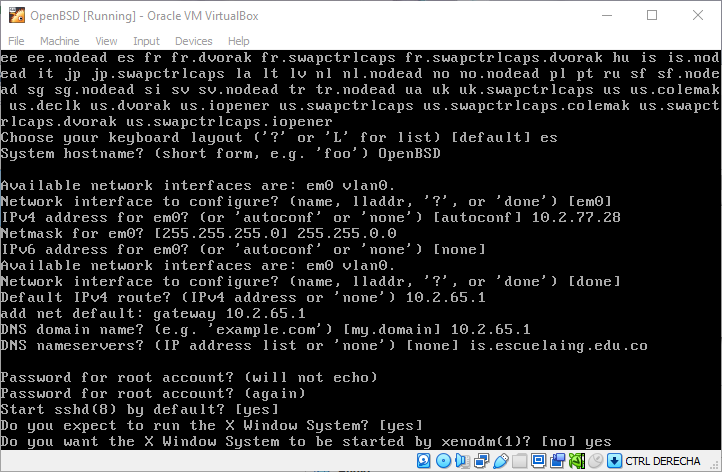 OpenBSD [Running] - Oracle VM VirtualBox
File Machine View Input Devices Help
ee ee.nodead es fr fr.dvorak fr.swapctrlcaps fr.swapctrlcaps.dvorak hu is is.nod
ead it jp jp.swapctrlcaps la lt lv nl nl.nodead no no.nodead pl pt ru sf sf.node
ad sg sg.nodead si sv sv.nodead tr tr.nodead ua uk uk.swapctrlcaps us us.colemak
 us.declk us.dvorak us.iopener us.swapctrlcaps us.swapctrlcaps.colemak us.swapct
rlcaps.dvorak us.swapctrlcaps.iopener
Choose your keyboard layout ('?' or 'L' for list) [default] es
System hostname? (short form, e.g. 'foo') OpenBSD
Available network interfaces are: em0 vlan0.
Network interface to configure? (name, lladdr, '?', or 'done') [em0]
IPv4 address for em0? (or 'autoconf' or 'none') [autoconf] 10.2.77.28
Netmask for em0? [255.255.255.0] 255.255.0.0
IPv6 address for em0? (or 'autoconf' or 'none') [none]
Available network interfaces are: em0 vlan0.
Network interface to configure? (name, lladdr, '?', or 'done') [done]
Default IPv4 route? (IPv4 address or 'none') 10.2.65.1
add net default: gateway 10.2.65.1
DNS domain name? (e.g. 'example.com') [my.domain] 10.2.65.1
DNS nameservers? (IP address list or 'none') [none] is.escuelaing.edu.co
Password for root account? (will not echo)
Password for root account? (again)
Start sshd(8) by default? [yes]
Do you expect to run the X Window System? [yes]
Do you want the X Window System to be started by xenodm(1)? [no] yes
CTRL DERECHA